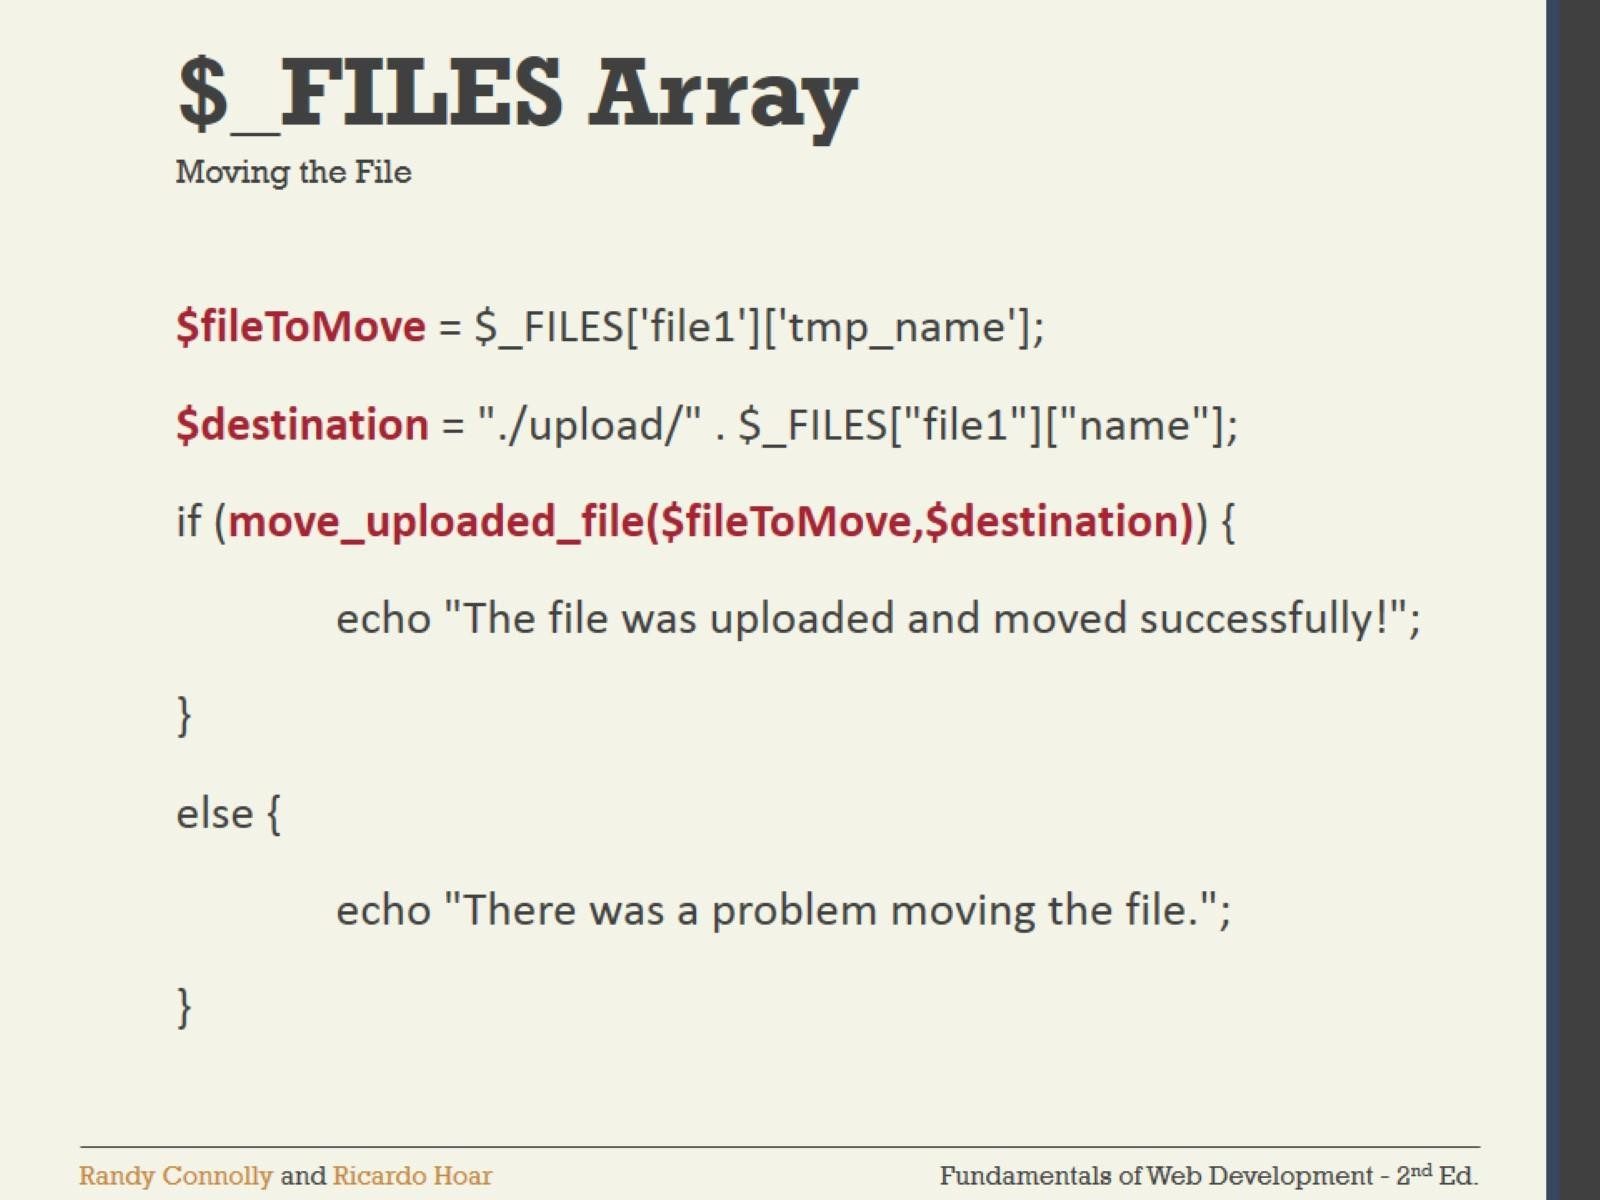 $_FILES Array
Moving the File
$fileToMove = $_FILES['file1']['tmp_name'];
$destination = "./upload/" . $_FILES["file1"]["name"];
if (move_uploaded_file($fileToMove,$destination)) {
echo "The file was uploaded and moved successfully!";
}
else {
echo "There was a problem moving the file.";
}
Randy Connolly and Ricardo Hoar
Fundamentals of Web Development - 2nd Ed.